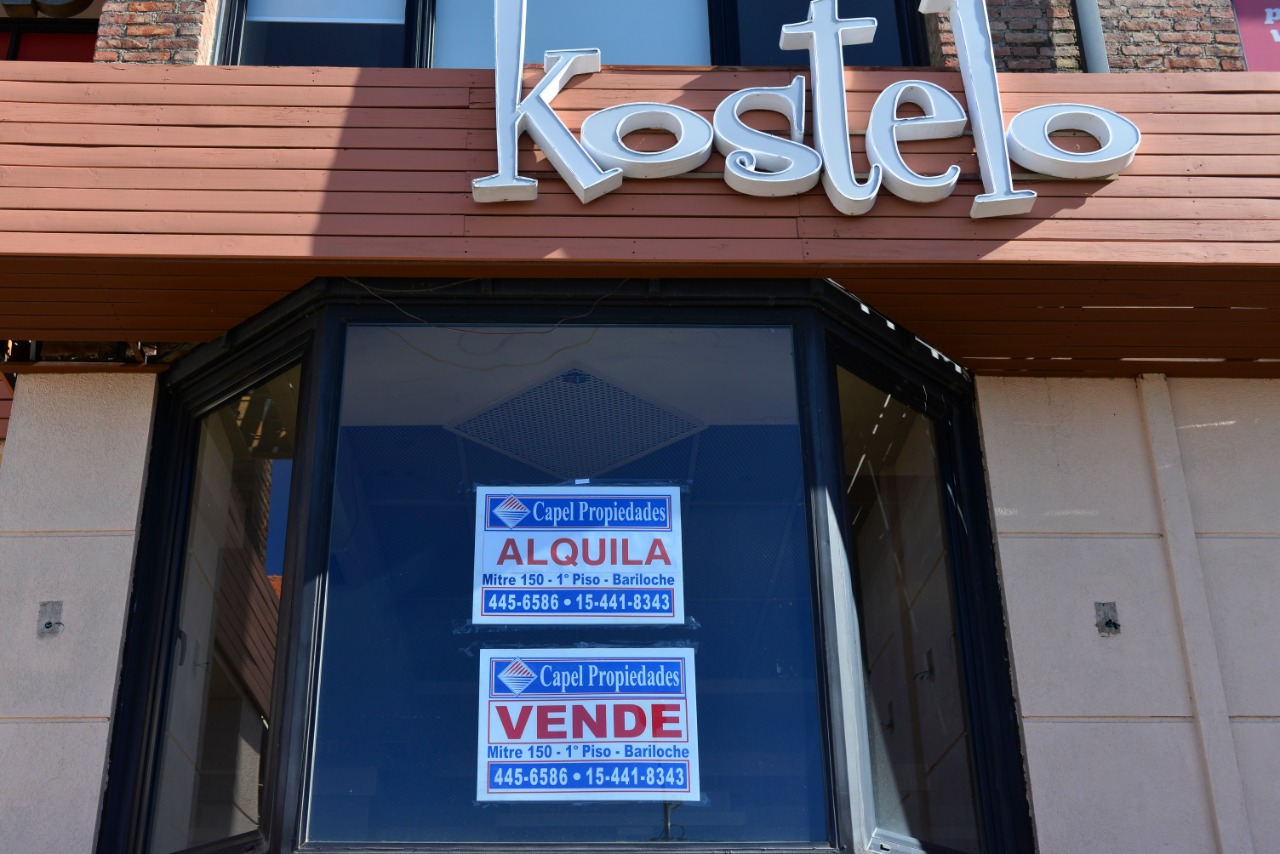 Kostelo
Capel Propiedades
ALQUILA
Mitre 150 - 1° Piso - Bariloche
445-6586 • 15-441-8343
Capel Propiedades
VENDE
Mitre 150 - 1° Piso - Bariloche
445-6586 • 15-441-8343